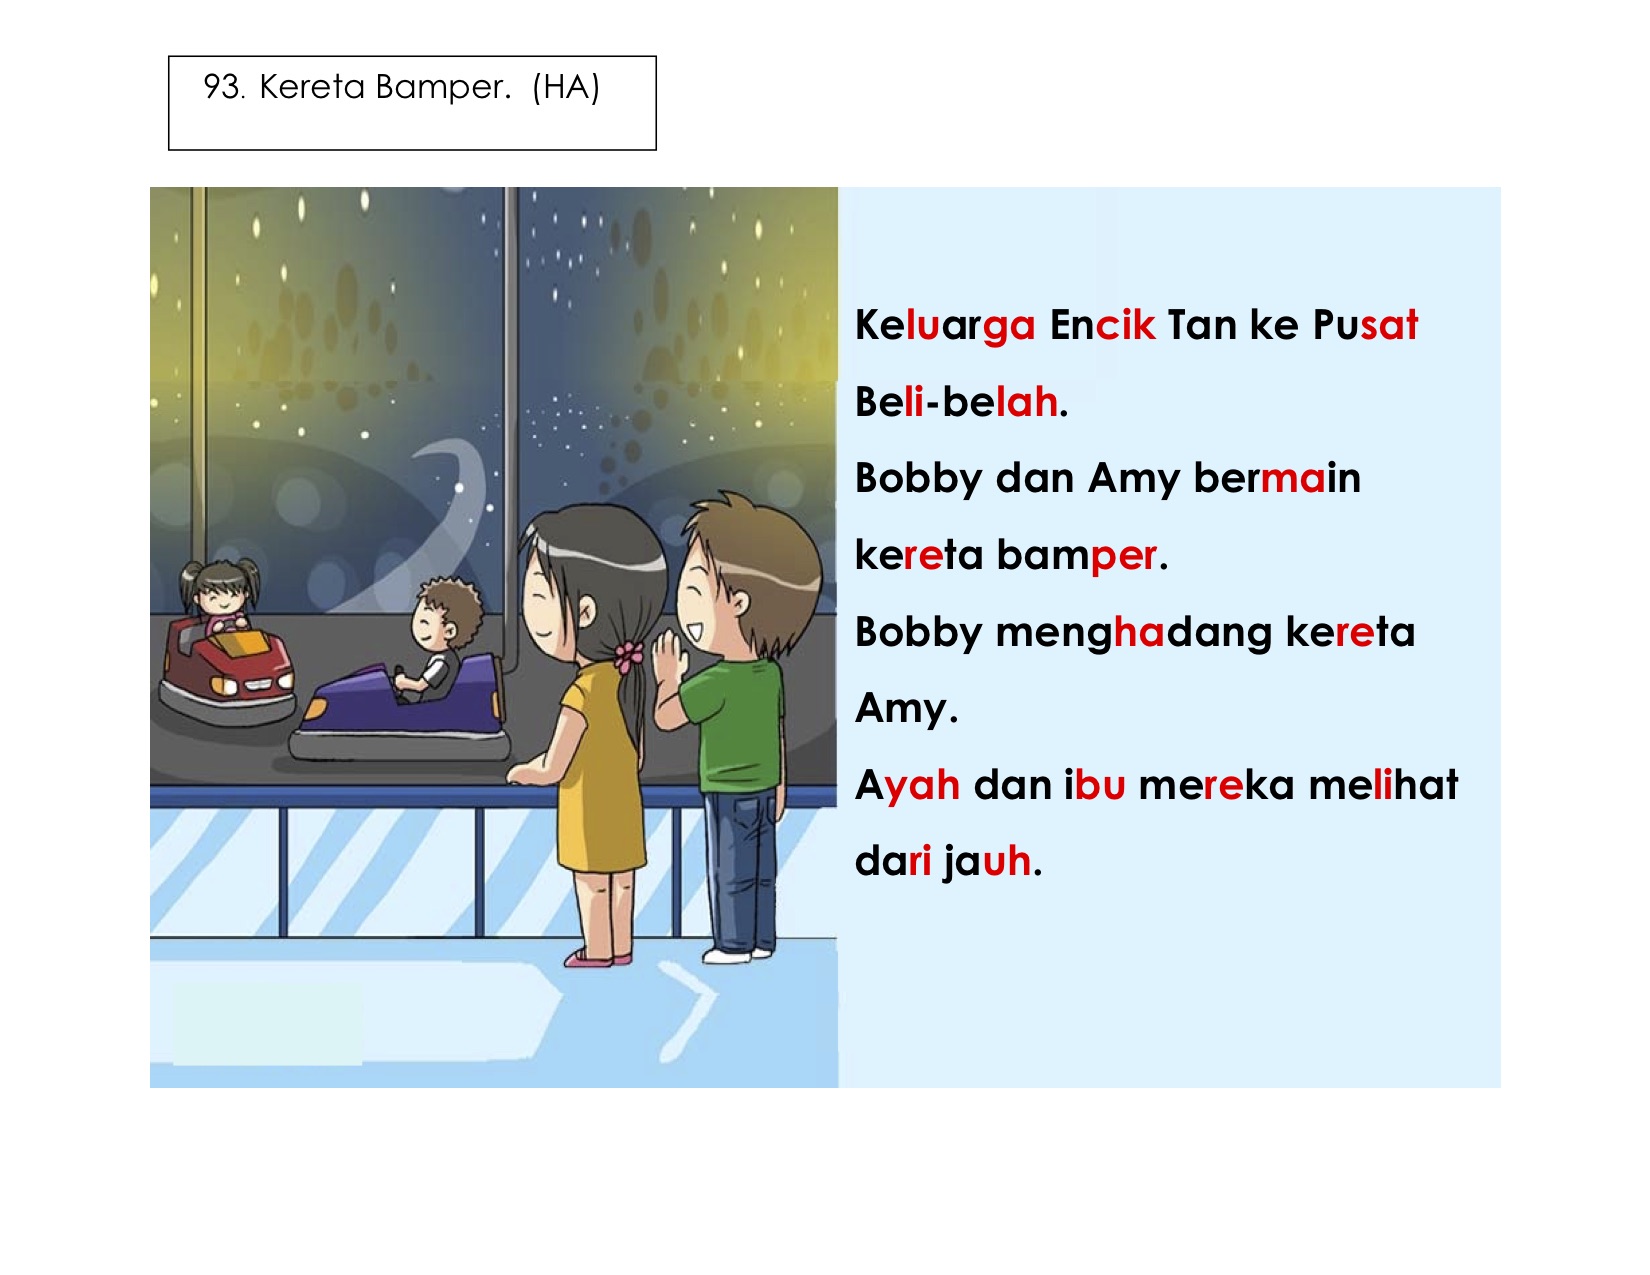 93. Kereta Bamper. (HA)
Keluarga Encik Tan ke Pusat
Beli-belah.
Bobby dan Amy bermain
kereta bamper.
Bobby menghadang kereta
Amy.
Ayah dan ibu mereka melihat
dari jauh.